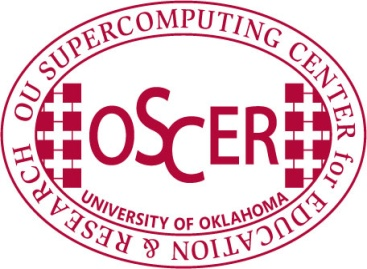 OU SUPERCOMPUTING CENTER for EDUCATION & RESEARCH
OSCER
UNIVERSITY OF OKLAHOMA